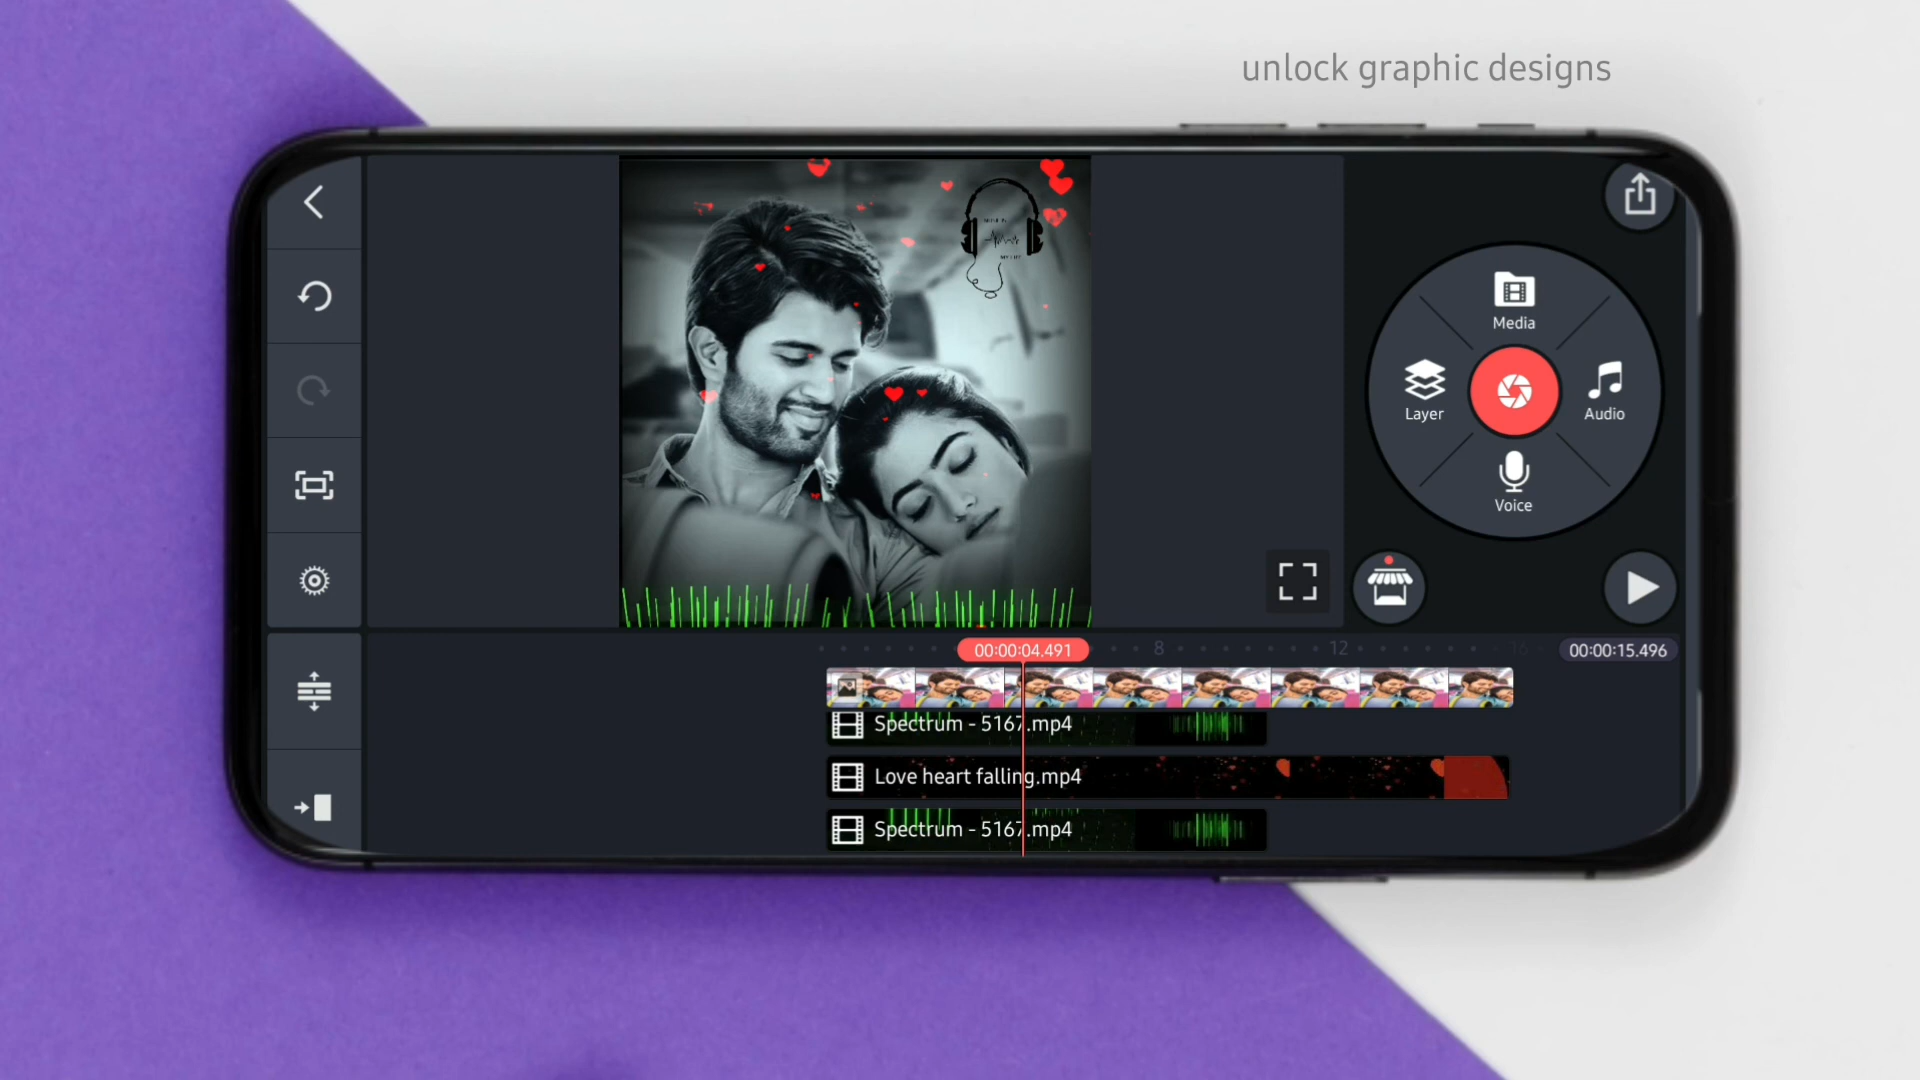 unlock graphic designs
Media
Layer
Audio
Voice
00:00:04.491
8
12
16
00:00:15.496
Spectrum - 5167.mp4
Love heart falling.mp4
Spectrum - 5167.mp4